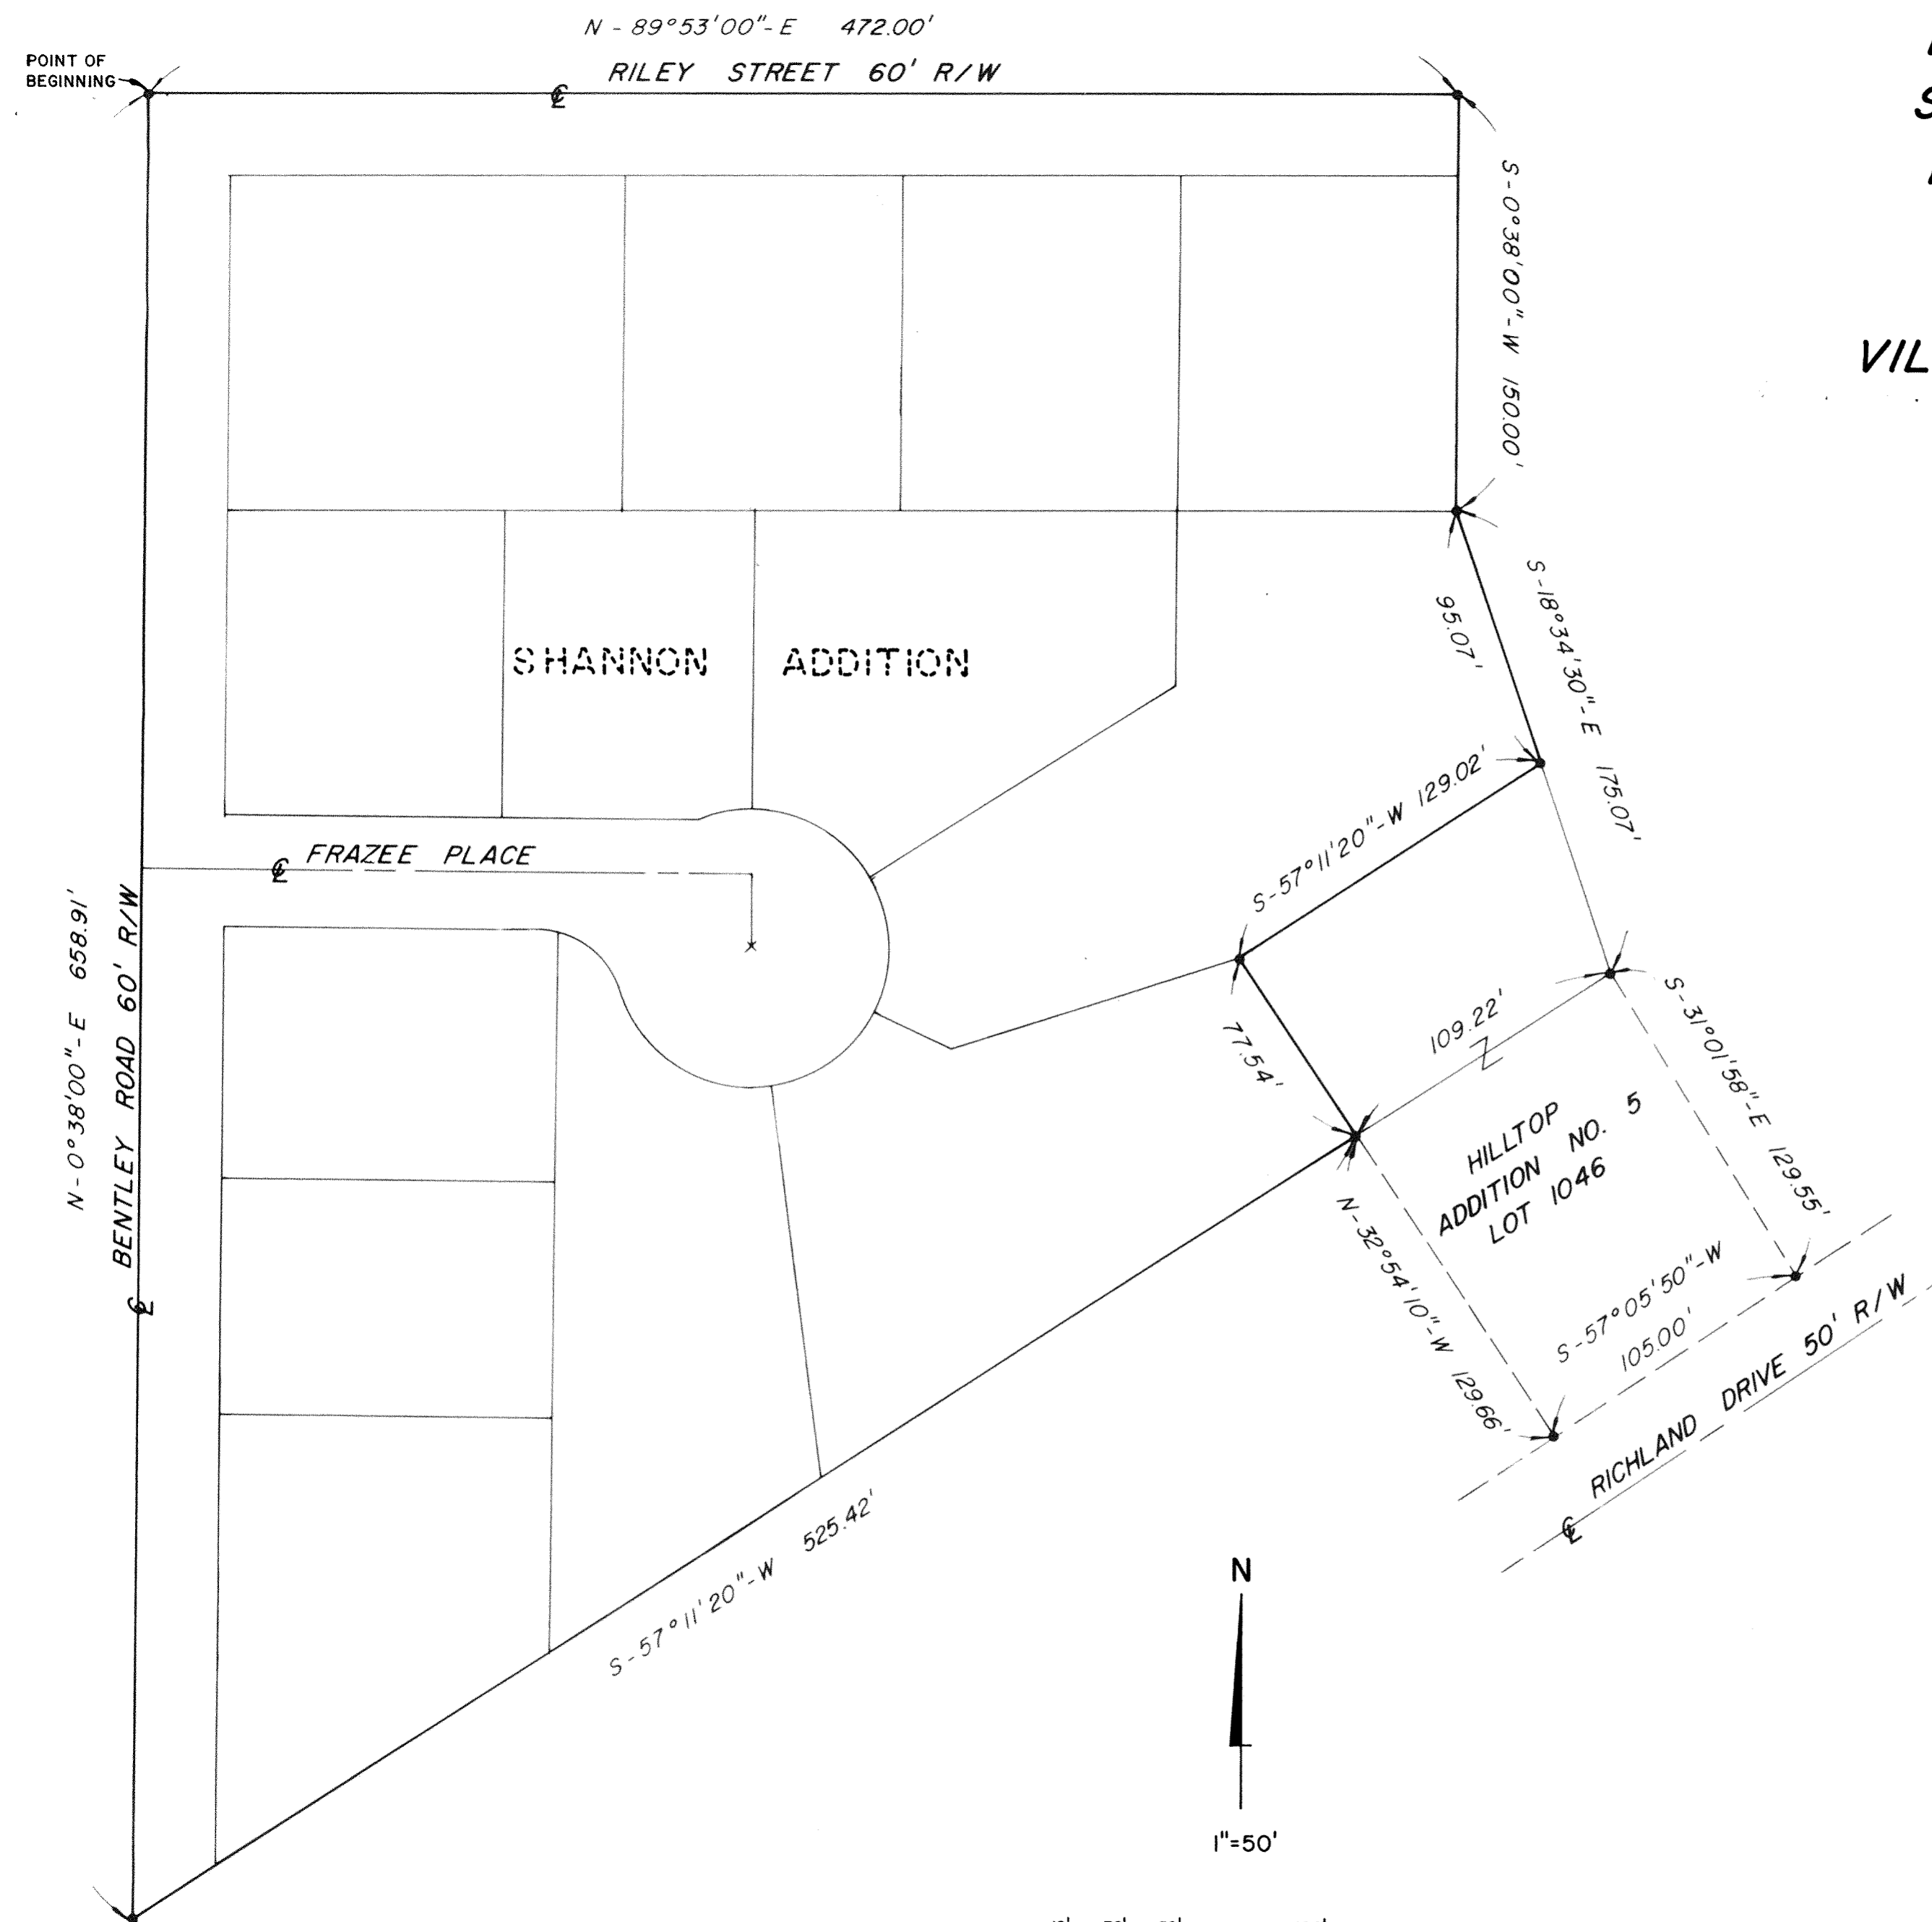 N - 89°53'00"- E 472.00'
POINT OF
BEGINNING
RILEY STREET 60' R/W
S - 0°38'00"- W 150.00'
VIL
S - 18°34'30"- E 175.07'
95.07'
SHANNON ADDITION
S - 57°11'20"- W 129.02'
FRAZEE PLACE
N - 0°38'00"- E 658.91'
BENTLEY ROAD 60' R/W
77.54'
109.22'
S - 31°01'58"- E 129.55'
HILLTOP
ADDITION NO. 5
LOT 1046
N - 32°54'10"- W 129.66'
S - 57°05'50"- W
105.00'
RICHLAND DRIVE 50' R/W
S - 57°11'20"- W 525.42'
N
1"=50'